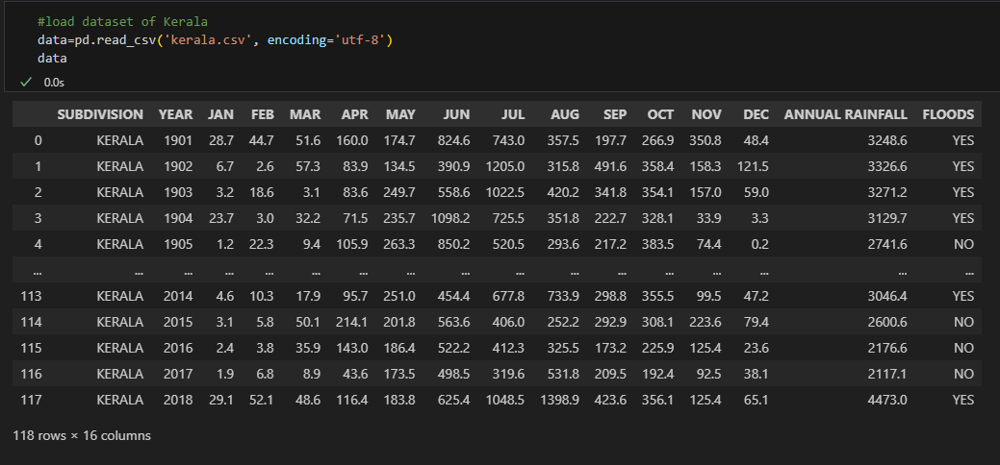 #load dataset of Kerala
data=pd.read_csv('kerala.csv', encoding='utf-8')
data
0.0s
SUBDIVISION YEAR JAN FEB MAR APR MAY JUN JUL AUG SEP OCT NOV DEC ANNUAL RAINFALL FLOODS
0 KERALA 1901 28.7 44.7 51.6 160.0 174.7 824.6 743.0 357.5 197.7 266.9 350.8 48.4 3248.6 YES
1 KERALA 1902 6.7 2.6 57.3 83.9 134.5 390.9 1205.0 315.8 491.6 358.4 158.3 121.5 3326.6 YES
2 KERALA 1903 3.2 18.6 3.1 83.6 249.7 558.6 1022.5 420.2 341.8 354.1 157.0 59.0 3271.2 YES
3 KERALA 1904 23.7 3.0 32.2 71.5 235.7 1098.2 725.5 351.8 222.7 328.1 33.9 3.3 3129.7 YES
4 KERALA 1905 1.2 22.3 9.4 105.9 263.3 850.2 520.5 293.6 217.2 383.5 74.4 0.2 2741.6 NO
... ... ... ... ... ... ... ... ... ... ... ... ... ... ... ... ...
113 KERALA 2014 4.6 10.3 17.9 95.7 251.0 454.4 677.8 733.9 298.8 355.5 99.5 47.2 3046.4 YES
114 KERALA 2015 3.1 5.8 50.1 214.1 201.8 563.6 406.0 252.2 292.9 308.1 223.6 79.4 2600.6 NO
115 KERALA 2016 2.4 3.8 35.9 143.0 186.4 522.2 412.3 325.5 173.2 225.9 125.4 23.6 2176.6 NO
116 KERALA 2017 1.9 6.8 8.9 43.6 173.5 498.5 319.6 531.8 209.5 192.4 92.5 38.1 2117.1 NO
117 KERALA 2018 29.1 52.1 48.6 116.4 183.8 625.4 1048.5 1398.9 423.6 356.1 125.4 65.1 4473.0 YES
118 rows × 16 columns